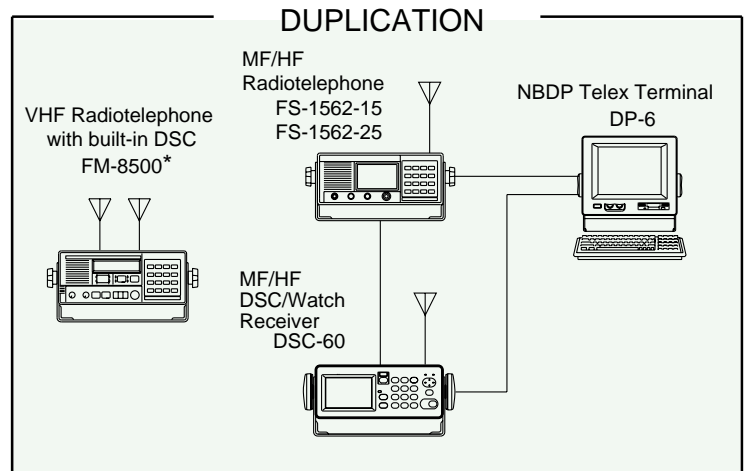 DUPLICATION
VHF Radiotelephone
with built-in DSC
FM-8500*
MF/HF
Radiotelephone
FS-1562-15
FS-1562-25
NBDP Telex Terminal
DP-6
MF/HF
DSC/Watch
Receiver
DSC-60